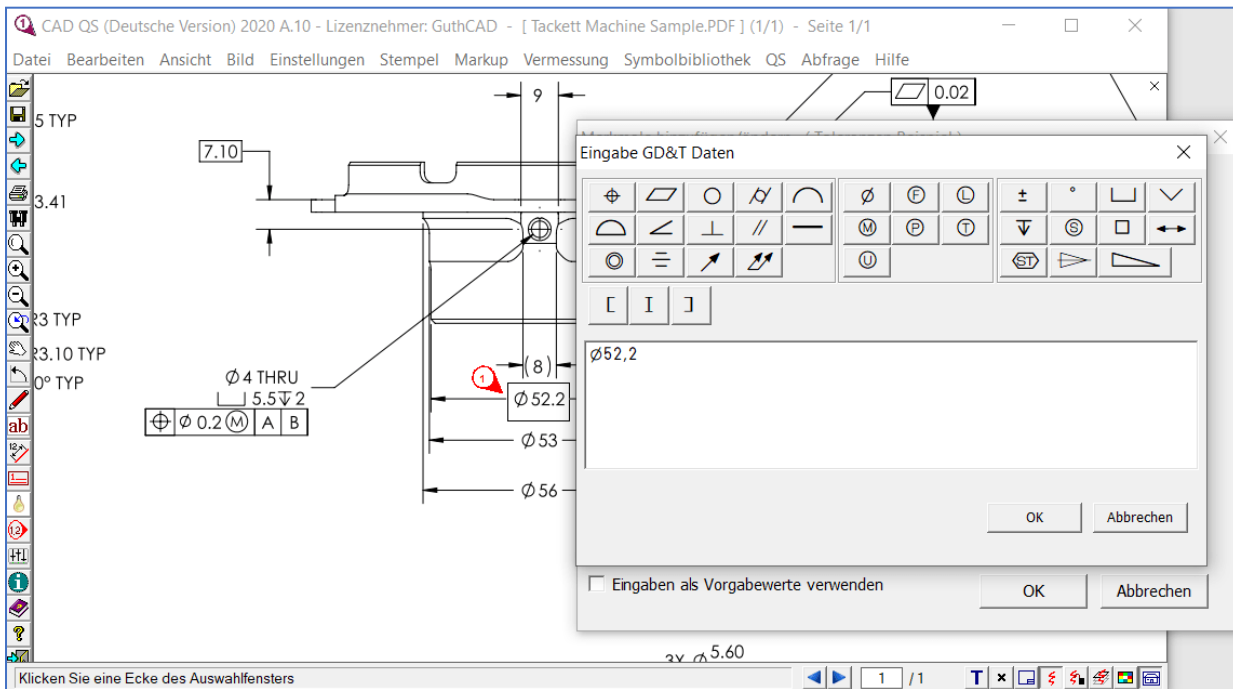 CAD QS (Deutsche Version) 2020 A.10 - Lizenznehmer: GuthCAD - [ Tackett Machine Sample.PDF ] (1/1) - Seite 1/1
Datei Bearbeiten Ansicht Bild Einstellungen Stempel Markup Vermessung Symbolbibliothek QS Abfrage Hilfe
9
0.02
5 TYP
7.10
3.41
R3 TYP
R3.10 TYP
0° TYP
(8)
1
Ø 4 THRU
⌴ 5.5 ↧ 2
⌖ Ø 0.2 Ⓜ A B
Ø 52.2
Ø 53
Ø 56
3X Ø 5.60
Eingabe GD&T Daten
Ø Ⓕ Ⓛ
Ⓜ Ⓟ Ⓣ
Ⓤ
± °
Ⓢ
ST
[ I ]
Ø52,2
OK Abbrechen
Eingaben als Vorgabewerte verwenden
OK Abbrechen
ab
Klicken Sie eine Ecke des Auswahlfensters
1 / 1
T